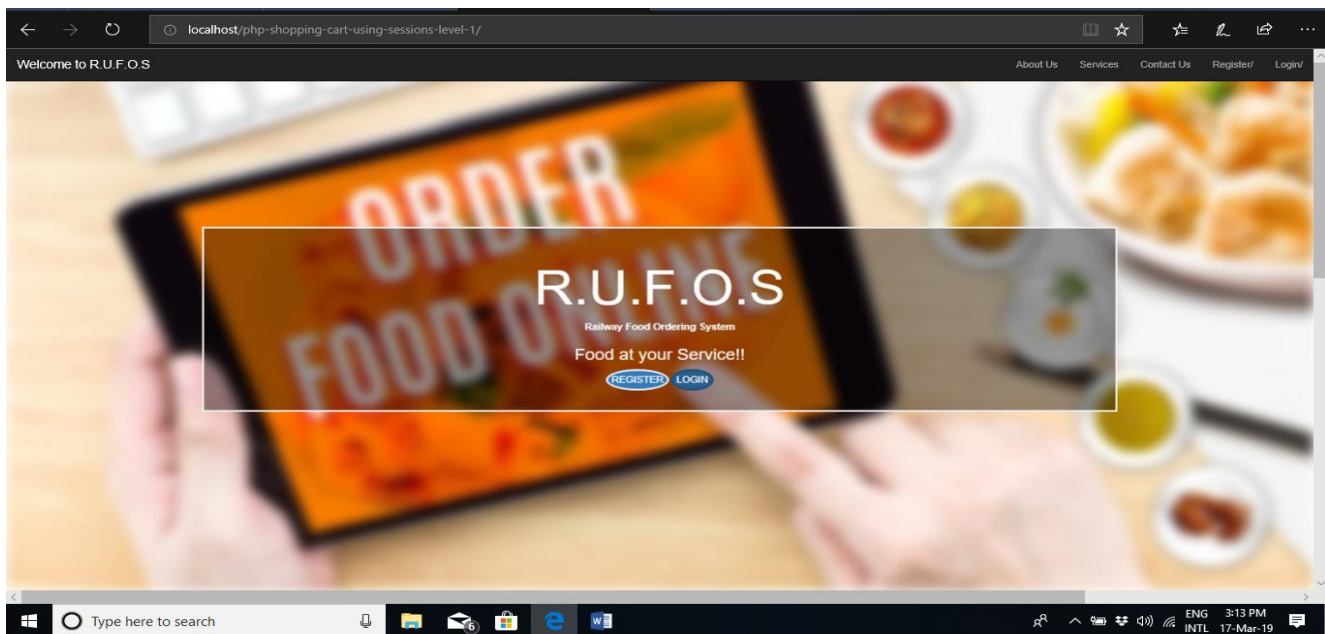 localhost/php-shopping-cart-using-sessions-level-1/
Welcome to R.U.F.O.S
About Us Services Contact Us Register/ Login/
ORDER
FOOD ONLINE
R.U.F.O.S
Railway Food Ordering System
Food at your Service!!
REGISTER LOGIN
Type here to search
6
ENG 3:13 PM
INTL 17-Mar-19